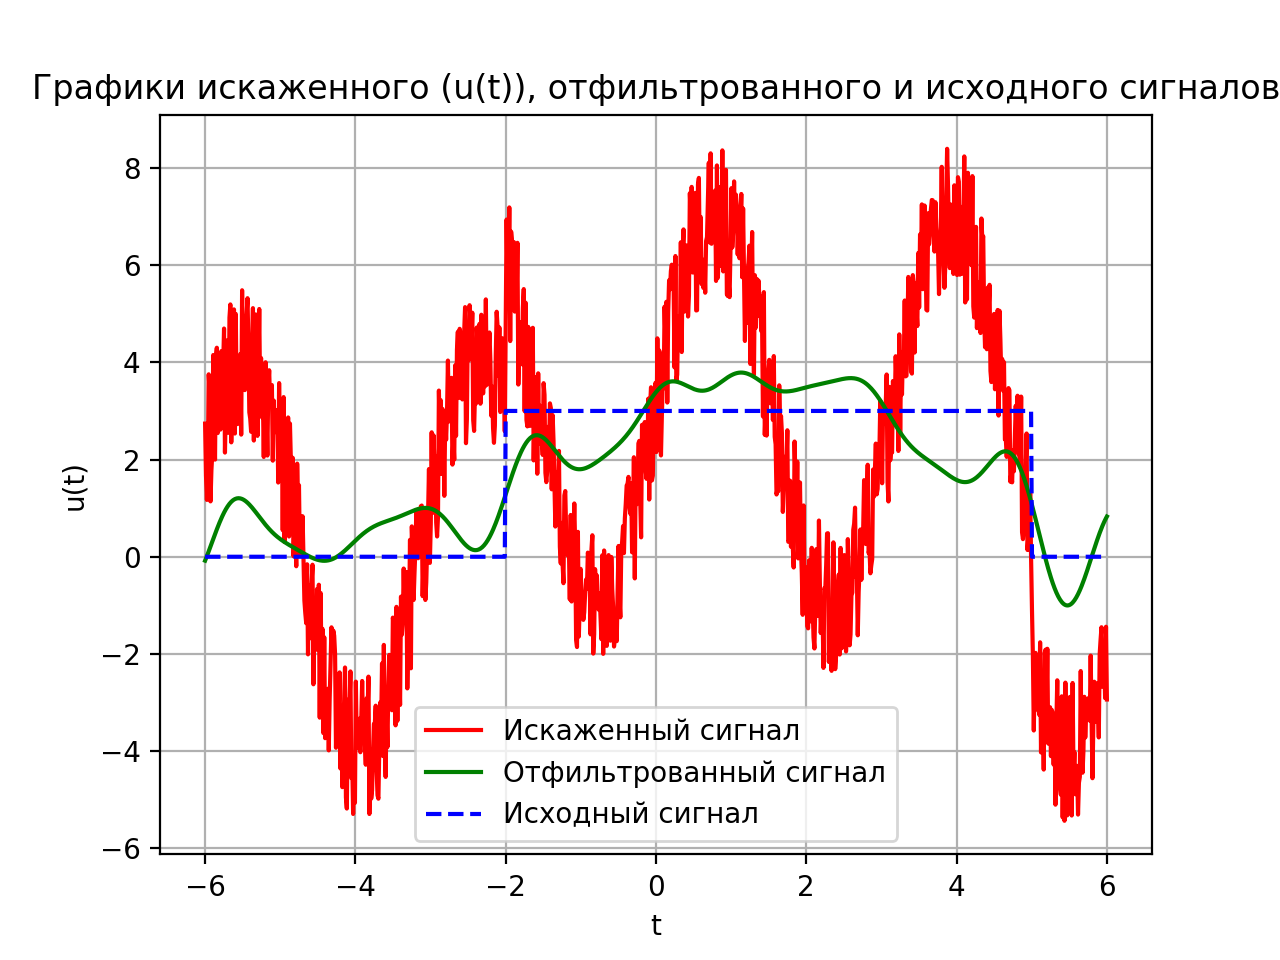 Графики искаженного (u(t)), отфильтрованного и исходного сигналов
8
6
4
2
0
−2
−4
−6
u(t)
Искаженный сигнал
Отфильтрованный сигнал
Исходный сигнал
−6 −4 −2 0 2 4 6
t